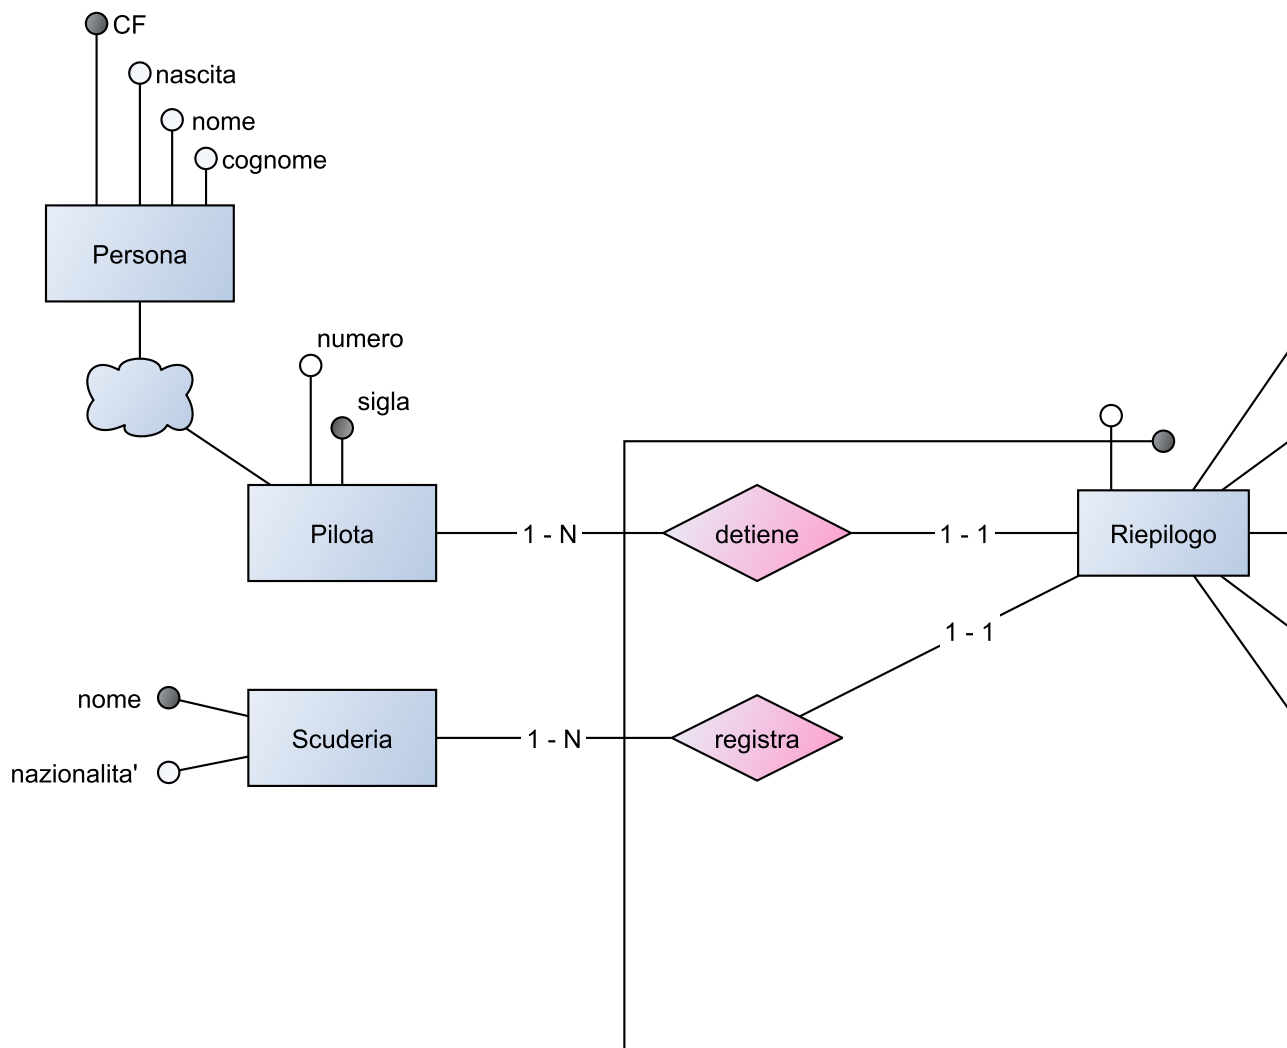 CF
nascita
nome
cognome
Persona
numero
sigla
Pilota
1 - N
detiene
1 - 1
Riepilogo
1 - 1
nome
Scuderia
1 - N
registra
nazionalita'